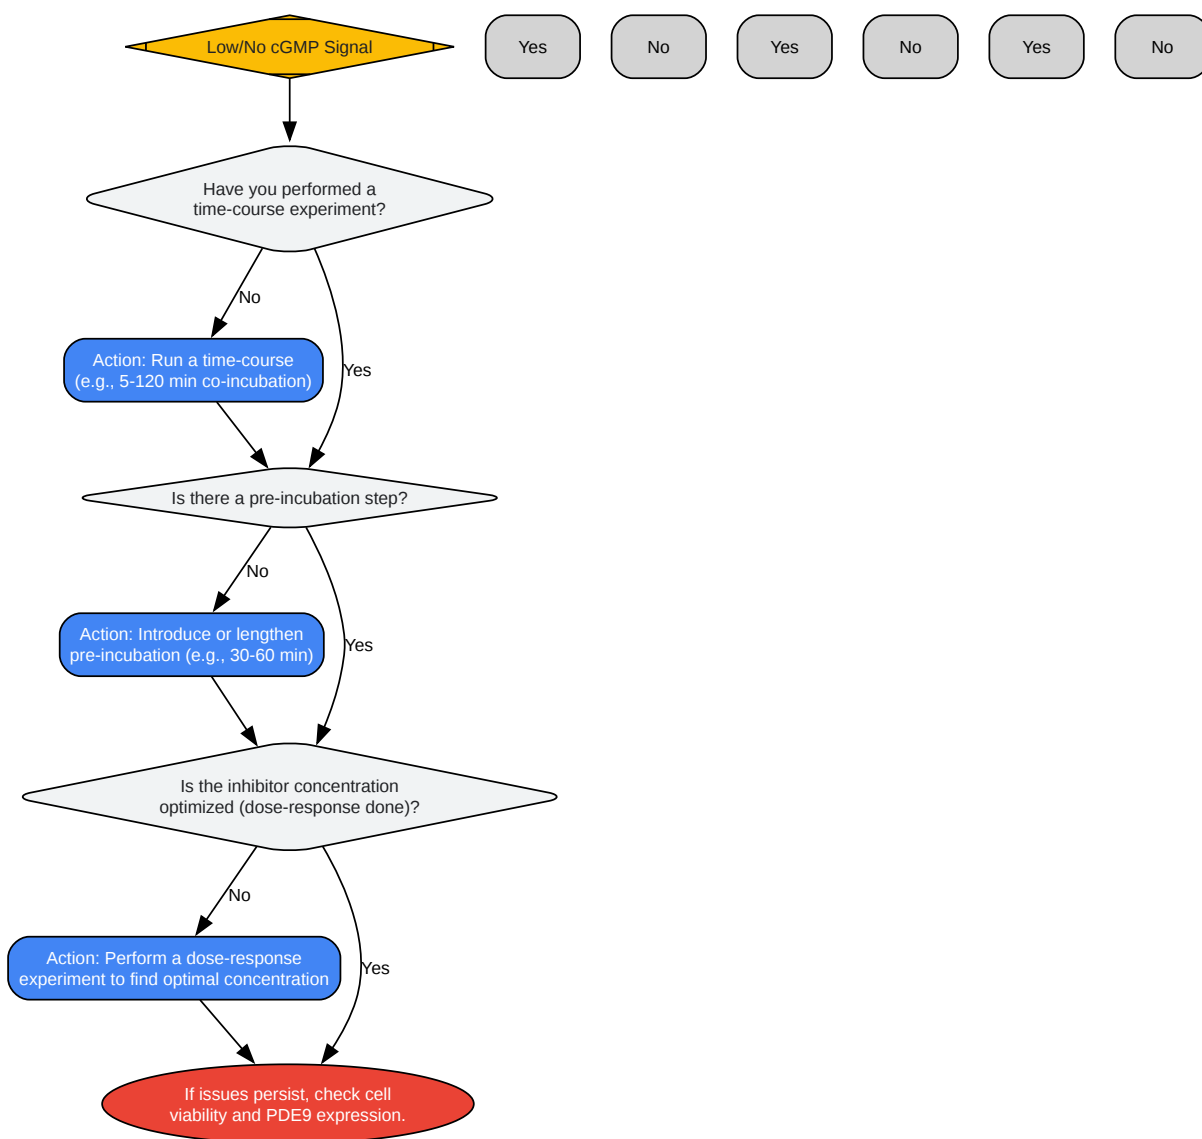 Low/No cGMP Signal
Yes
No
Yes
No
Yes
No
Have you performed a
time-course experiment?
No
Action: Run a time-course
(e.g., 5-120 min co-incubation)
Yes
Is there a pre-incubation step?
No
Action: Introduce or lengthen
pre-incubation (e.g., 30-60 min)
Yes
Is the inhibitor concentration
optimized (dose-response done)?
No
Action: Perform a dose-response
experiment to find optimal concentration
Yes
If issues persist, check cell
viability and PDE9 expression.